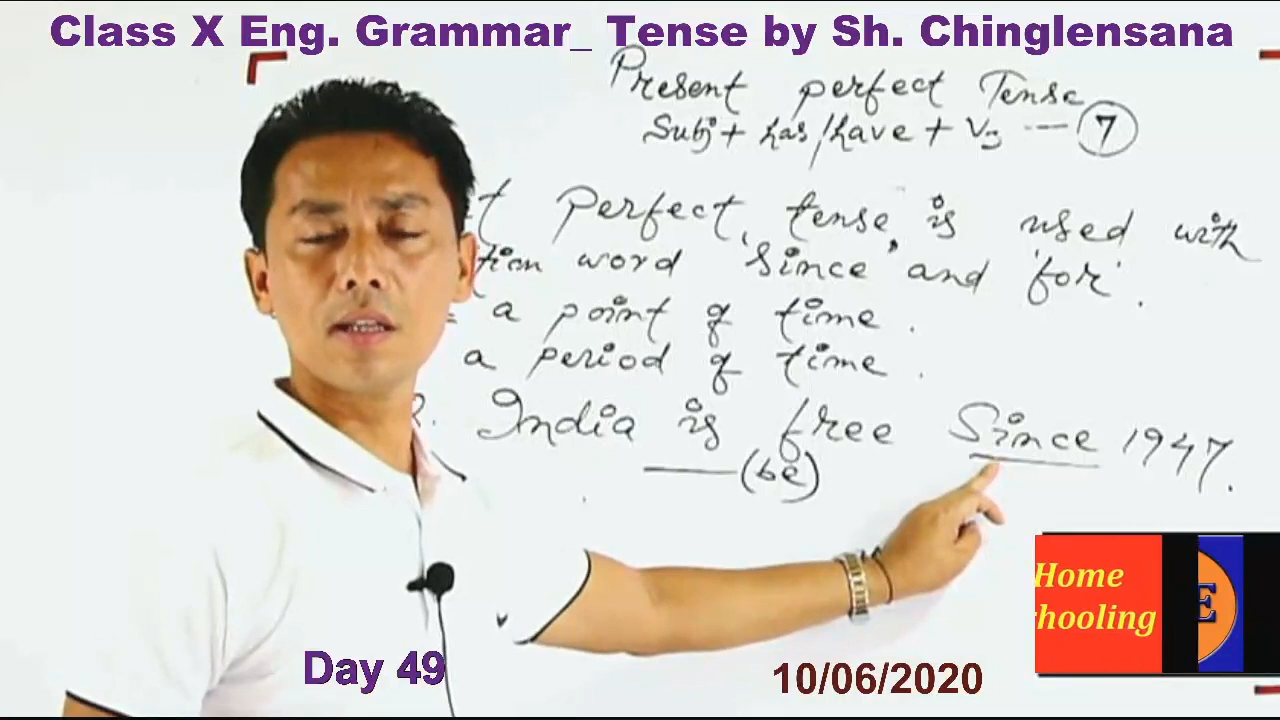 Class X Eng. Grammar_ Tense by Sh. Chinglensana
Present perfect Tense
Subj + has/have + V3 --- 7
t Perfect tense is used with
tion word 'Since' and 'for'.
= a point of time.
a period of time.
India is free Since 1947.
___(be)
Home
hooling
E
Day 49
10/06/2020